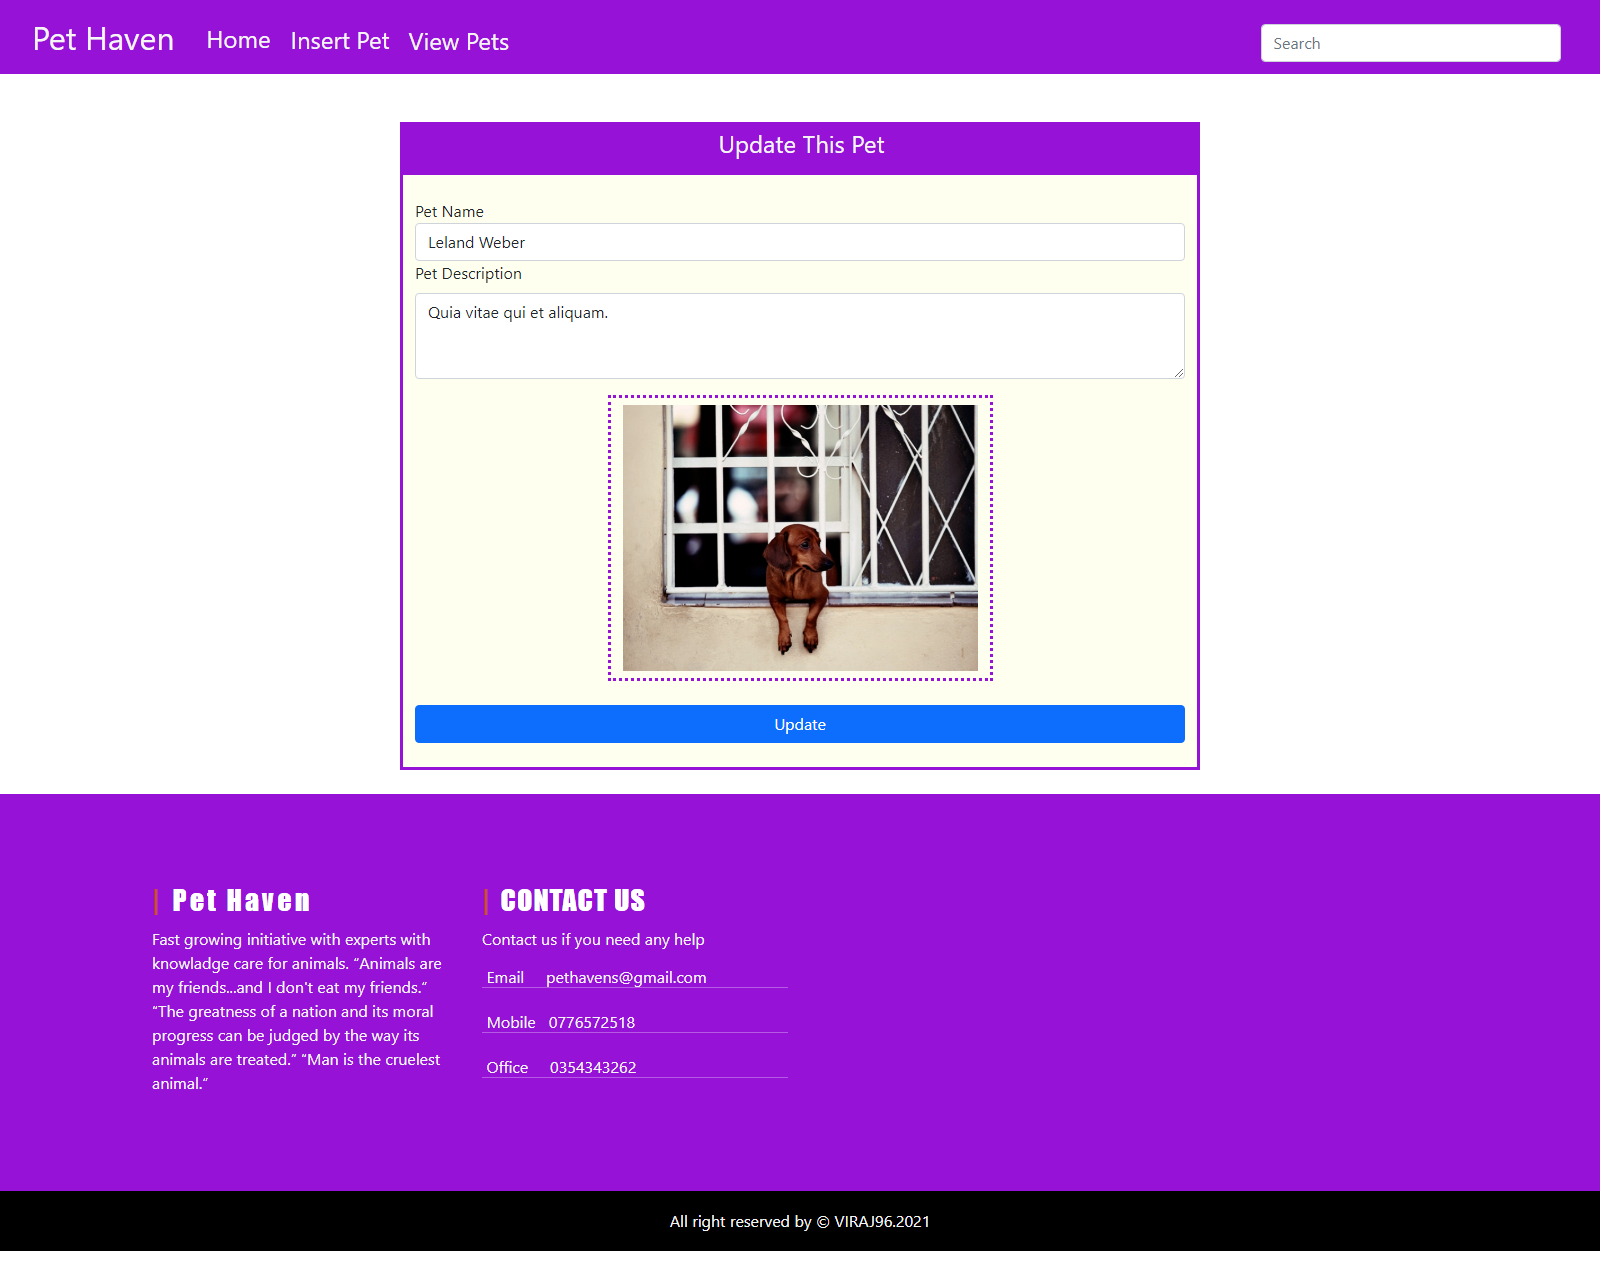 Pet Haven Home Insert Pet View Pets Search
Update This Pet
Pet Name
Leland Weber
Pet Description
Quia vitae qui et aliquam.
Update
| Pet Haven
Fast growing initiative with experts with
knowladge care for animals. “Animals are
my friends...and I don't eat my friends.”
“The greatness of a nation and its moral
progress can be judged by the way its
animals are treated.” “Man is the cruelest
animal.”
| CONTACT US
Contact us if you need any help
Email pethavens@gmail.com
Mobile 0776572518
Office 0354343262
All right reserved by © VIRAJ96.2021